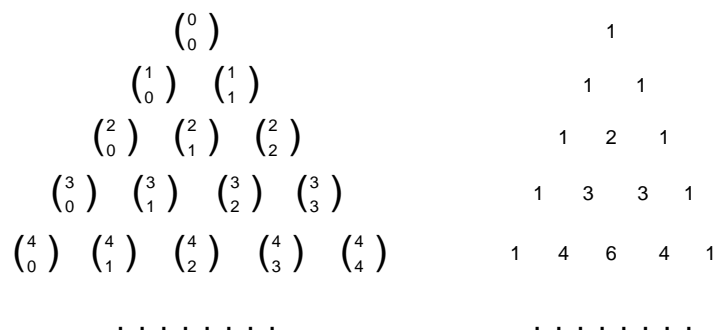 (0 0) 1
(1 0) (1 1) 1 1
(2 0) (2 1) (2 2) 1 2 1
(3 0) (3 1) (3 2) (3 3) 1 3 3 1
(4 0) (4 1) (4 2) (4 3) (4 4) 1 4 6 4 1
. . . . . . . . . . . . . . . .